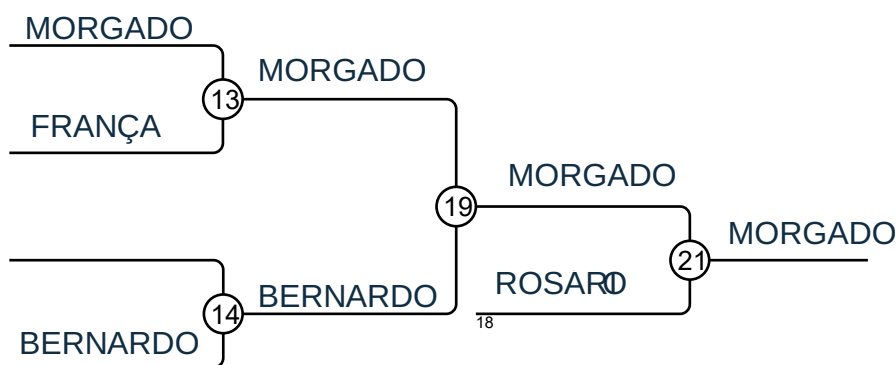 MORGADO
13
MORGADO
FRANÇA
19
MORGADO
21
MORGADO
ROSARIO
18
14
BERNARDO
BERNARDO